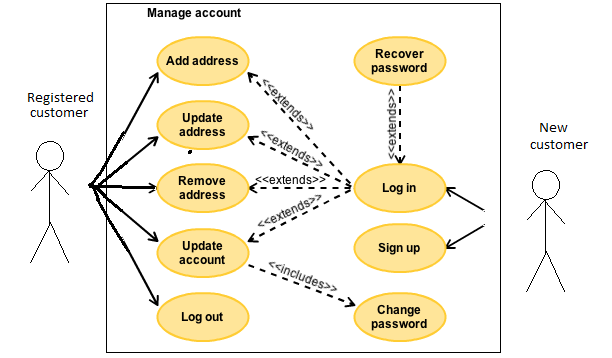 Manage account
Registered
customer
New
customer
Add address
Update
address
Remove
address
Update
account
Log out
Recover
password
Log in
Sign up
Change
password
<<extends>>
<<extends>>
<<extends>>
<<extends>>
<<extends>>
<<includes>>